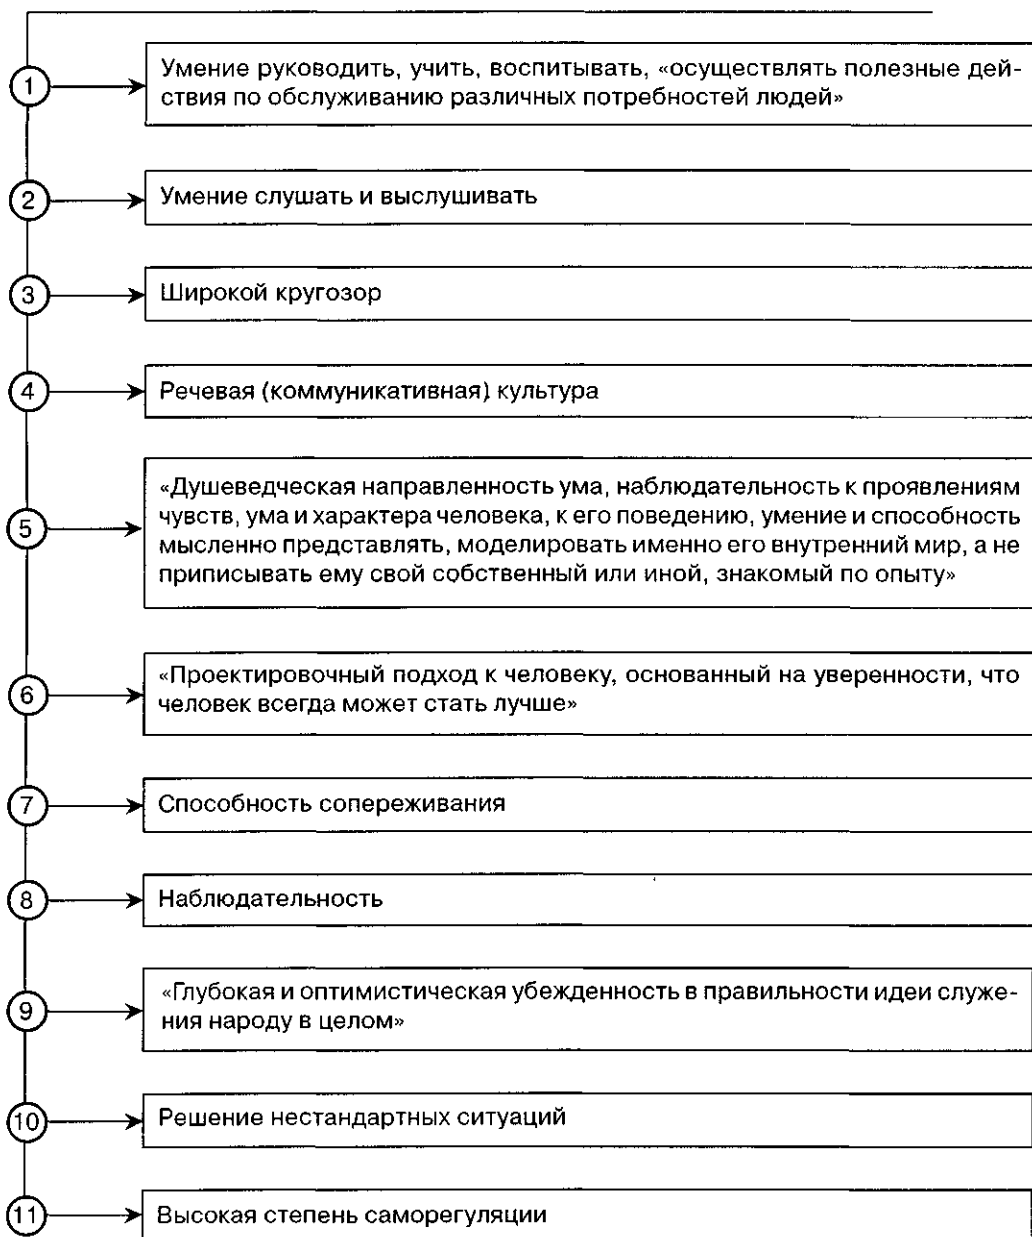 1
Умение руководить, учить, воспитывать, «осуществлять полезные дей-
ствия по обслуживанию различных потребностей людей»
2
Умение слушать и выслушивать
3
Широкой кругозор
4
Речевая (коммуникативная) культура
5
«Душеведческая направленность ума, наблюдательность к проявлениям
чувств, ума и характера человека, к его поведению, умение и способность
мысленно представлять, моделировать именно его внутренний мир, а не
приписывать ему свой собственный или иной, знакомый по опыту»
6
«Проектировочный подход к человеку, основанный на уверенности, что
человек всегда может стать лучше»
7
Способность сопереживания
8
Наблюдательность
9
«Глубокая и оптимистическая убежденность в правильности идеи служе-
ния народу в целом»
10
Решение нестандартных ситуаций
11
Высокая степень саморегуляции